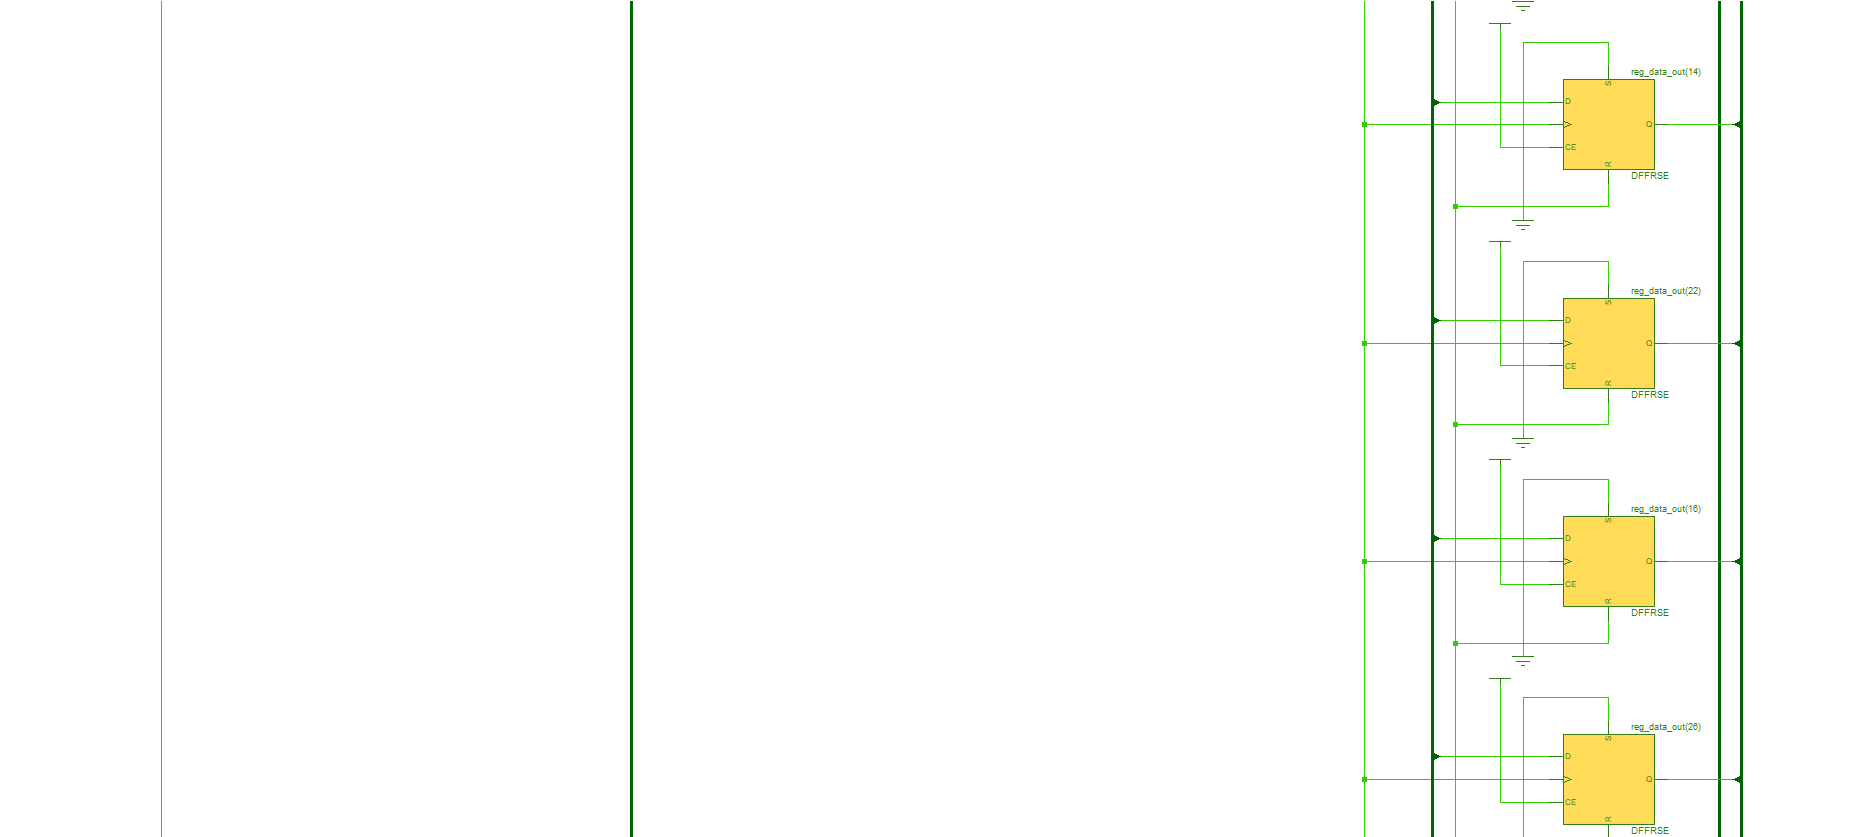 reg_data_out(14)
S
D
Q
CE
R
DFFRSE
reg_data_out(22)
S
D
Q
CE
R
DFFRSE
reg_data_out(16)
S
D
Q
CE
R
DFFRSE
reg_data_out(26)
S
D
Q
CE
R
DFFRSE